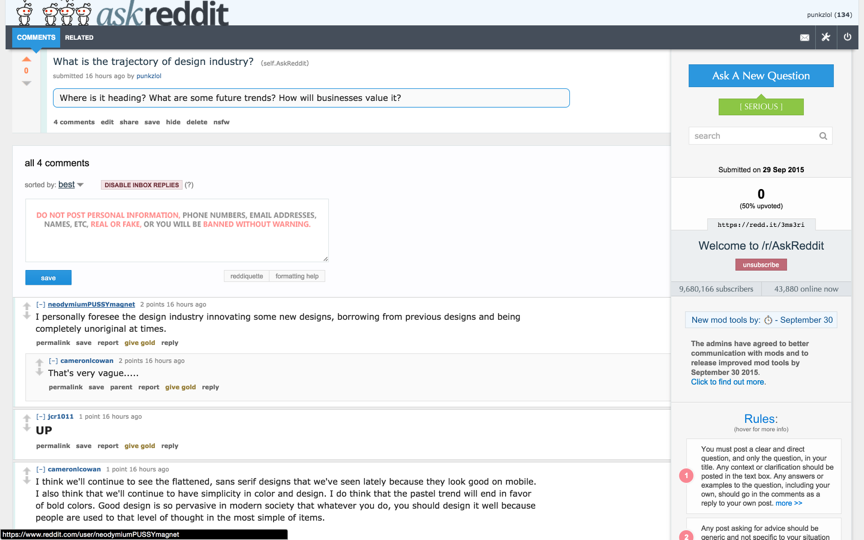 askreddit
punkzlol (134)
COMMENTS RELATED
What is the trajectory of design industry? (self.AskReddit)
submitted 16 hours ago by punkzlol
0
Where is it heading? What are some future trends? How will businesses value it?
4 comments edit share save hide delete nsfw
all 4 comments
sorted by: best
DISABLE INBOX REPLIES (?)
DO NOT POST PERSONAL INFORMATION, PHONE NUMBERS, EMAIL ADDRESSES,
NAMES, ETC, REAL OR FAKE, OR YOU WILL BE BANNED WITHOUT WARNING.
save
reddiquette formatting help
[–] neodymiumPUSSYmagnet 2 points 16 hours ago
I personally foresee the design industry innovating some new designs, borrowing from previous designs and being
completely unoriginal at times.
permalink save report give gold reply
[–] cameronlcowan 2 points 16 hours ago
That's very vague.....
permalink save parent report give gold reply
[–] jcr1011 1 point 16 hours ago
UP
permalink save report give gold reply
[–] cameronlcowan 1 point 16 hours ago
I think we'll continue to see the flattened, sans serif designs that we've seen lately because they look good on mobile.
I also think that we'll continue to have simplicity in color and design. I do think that the pastel trend will end in favor
of bold colors. Good design is so pervasive in modern society that whatever you do, you should design it well because
people are used to that level of thought in the most simple of items.
https://www.reddit.com/user/neodymiumPUSSYmagnet
Ask A New Question
[ SERIOUS ]
search
Submitted on 29 Sep 2015
0
(50% upvoted)
https://redd.it/3ms3ri
Welcome to /r/AskReddit
unsubscribe
9,680,166 subscribers 43,880 online now
New mod tools by: - September 30
The admins have agreed to better
communication with mods and to
release improved mod tools by
September 30 2015.
Click to find out more.
Rules:
(hover for more info)
1
You must post a clear and direct
question, and only the question, in your
title. Any context or clarification should be
posted in the text box. Any answers or
examples to the question, including your
own, should go in the comments as a
reply to your own post. more >>
2
Any post asking for advice should be
generic and not specific to your situation